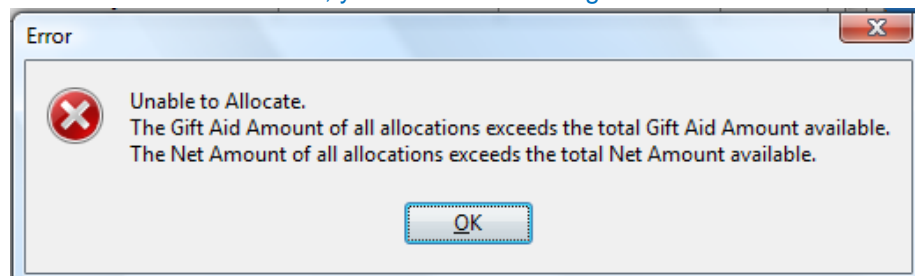 Error
Unable to Allocate.
The Gift Aid Amount of all allocations exceeds the total Gift Aid Amount available.
The Net Amount of all allocations exceeds the total Net Amount available.
OK